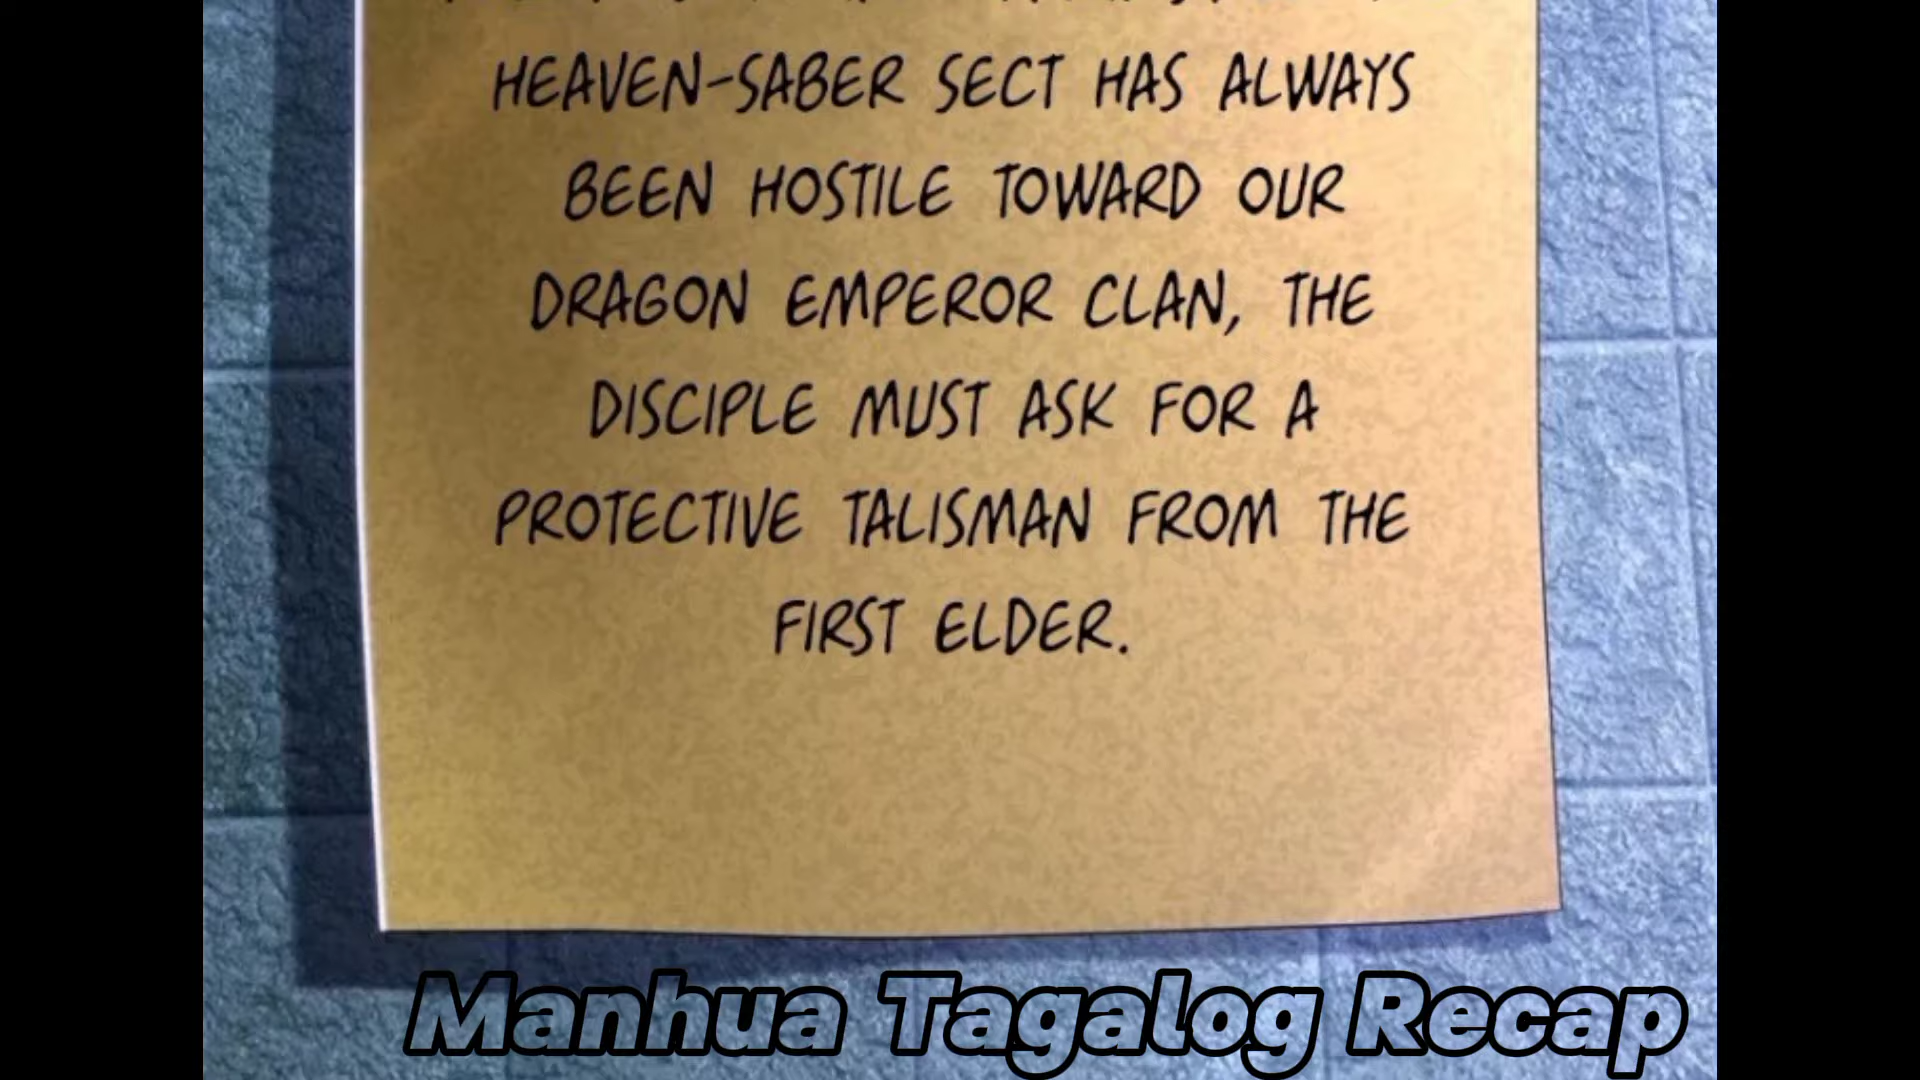 HEAVEN-SABER SECT HAS ALWAYS
BEEN HOSTILE TOWARD OUR
DRAGON EMPEROR CLAN, THE
DISCIPLE MUST ASK FOR A
PROTECTIVE TALISMAN FROM THE
FIRST ELDER.
Manhua Tagalog Recap